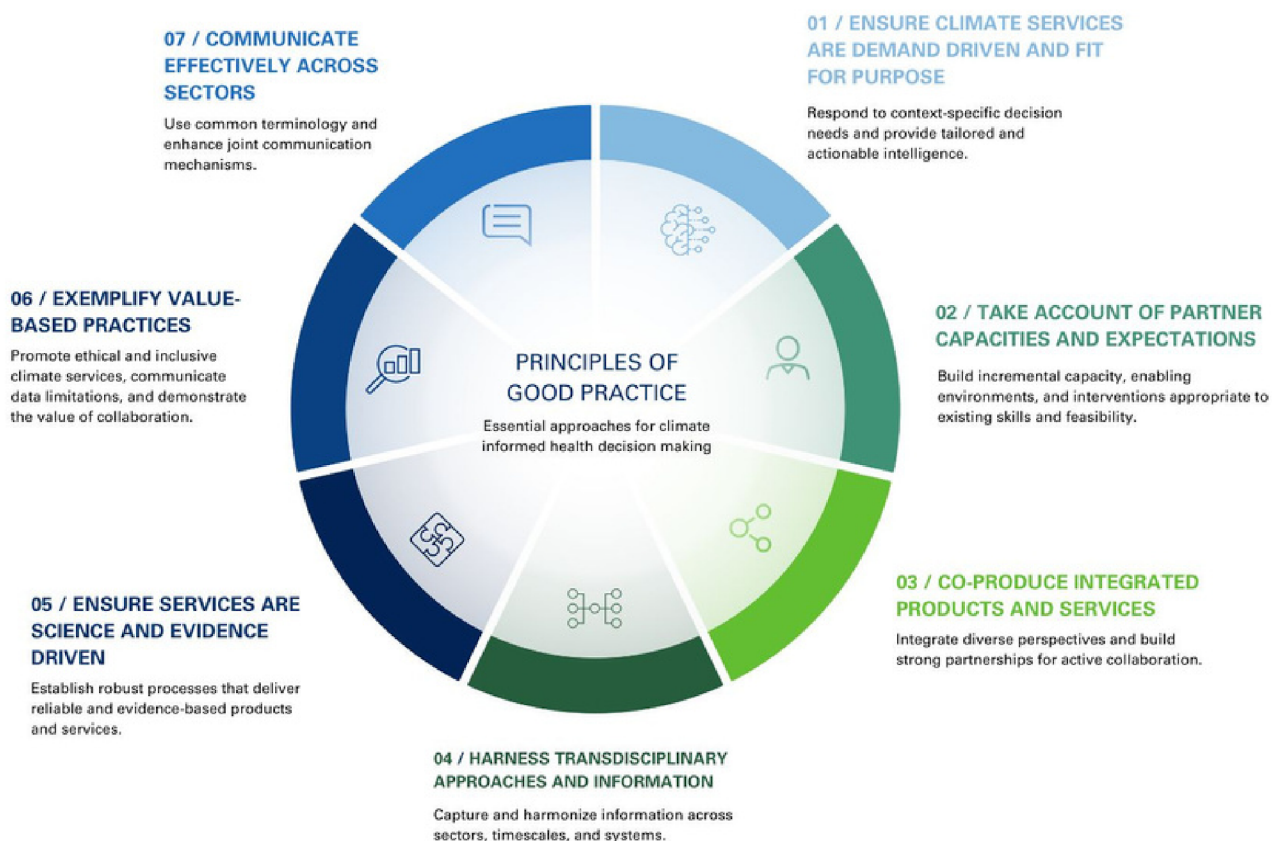 PRINCIPLES OF
GOOD PRACTICE
Essential approaches for climate
informed health decision making
01 / ENSURE CLIMATE SERVICES
ARE DEMAND DRIVEN AND FIT
FOR PURPOSE
Respond to context-specific decision
needs and provide tailored and
actionable intelligence.
02 / TAKE ACCOUNT OF PARTNER
CAPACITIES AND EXPECTATIONS
Build incremental capacity, enabling
environments, and interventions appropriate to
existing skills and feasibility.
03 / CO-PRODUCE INTEGRATED
PRODUCTS AND SERVICES
Integrate diverse perspectives and build
strong partnerships for active collaboration.
04 / HARNESS TRANSDISCIPLINARY
APPROACHES AND INFORMATION
Capture and harmonize information across
sectors, timescales, and systems.
05 / ENSURE SERVICES ARE
SCIENCE AND EVIDENCE
DRIVEN
Establish robust processes that deliver
reliable and evidence-based products
and services.
06 / EXEMPLIFY VALUE-
BASED PRACTICES
Promote ethical and inclusive
climate services, communicate
data limitations, and demonstrate
the value of collaboration.
07 / COMMUNICATE
EFFECTIVELY ACROSS
SECTORS
Use common terminology and
enhance joint communication
mechanisms.